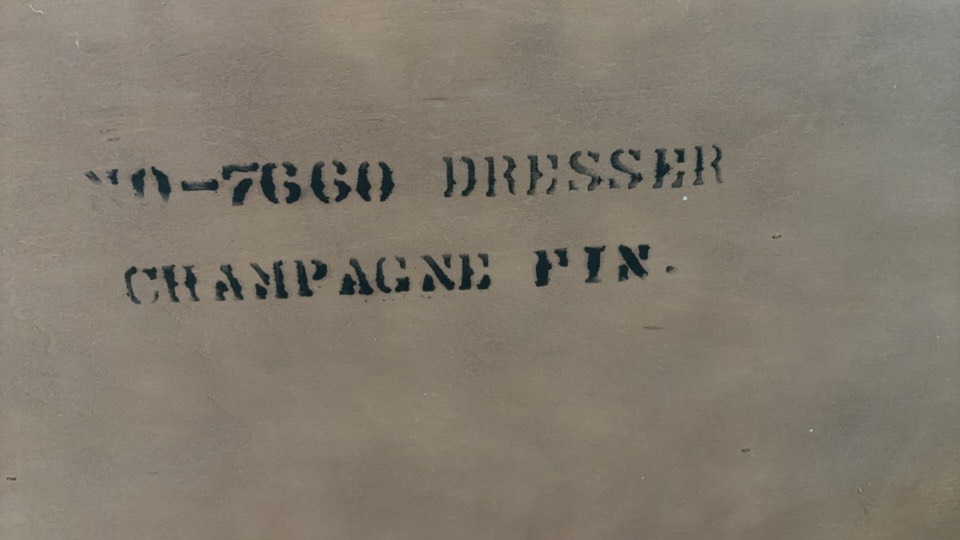 NO-7660 DRESSER
CHAMPAGNE FIN.